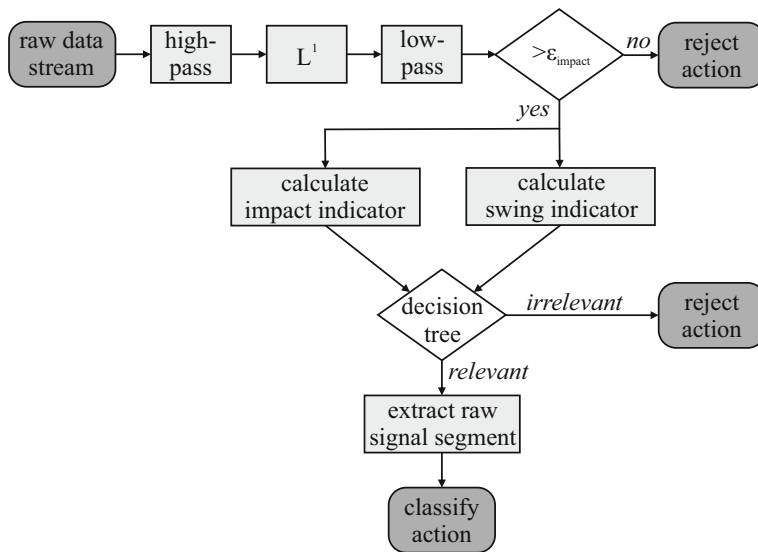 raw data
stream
high-
pass
L¹
low-
pass
>ε_impact
no
reject
action
yes
calculate
impact indicator
calculate
swing indicator
decision
tree
irrelevant
reject
action
relevant
extract raw
signal segment
classify
action